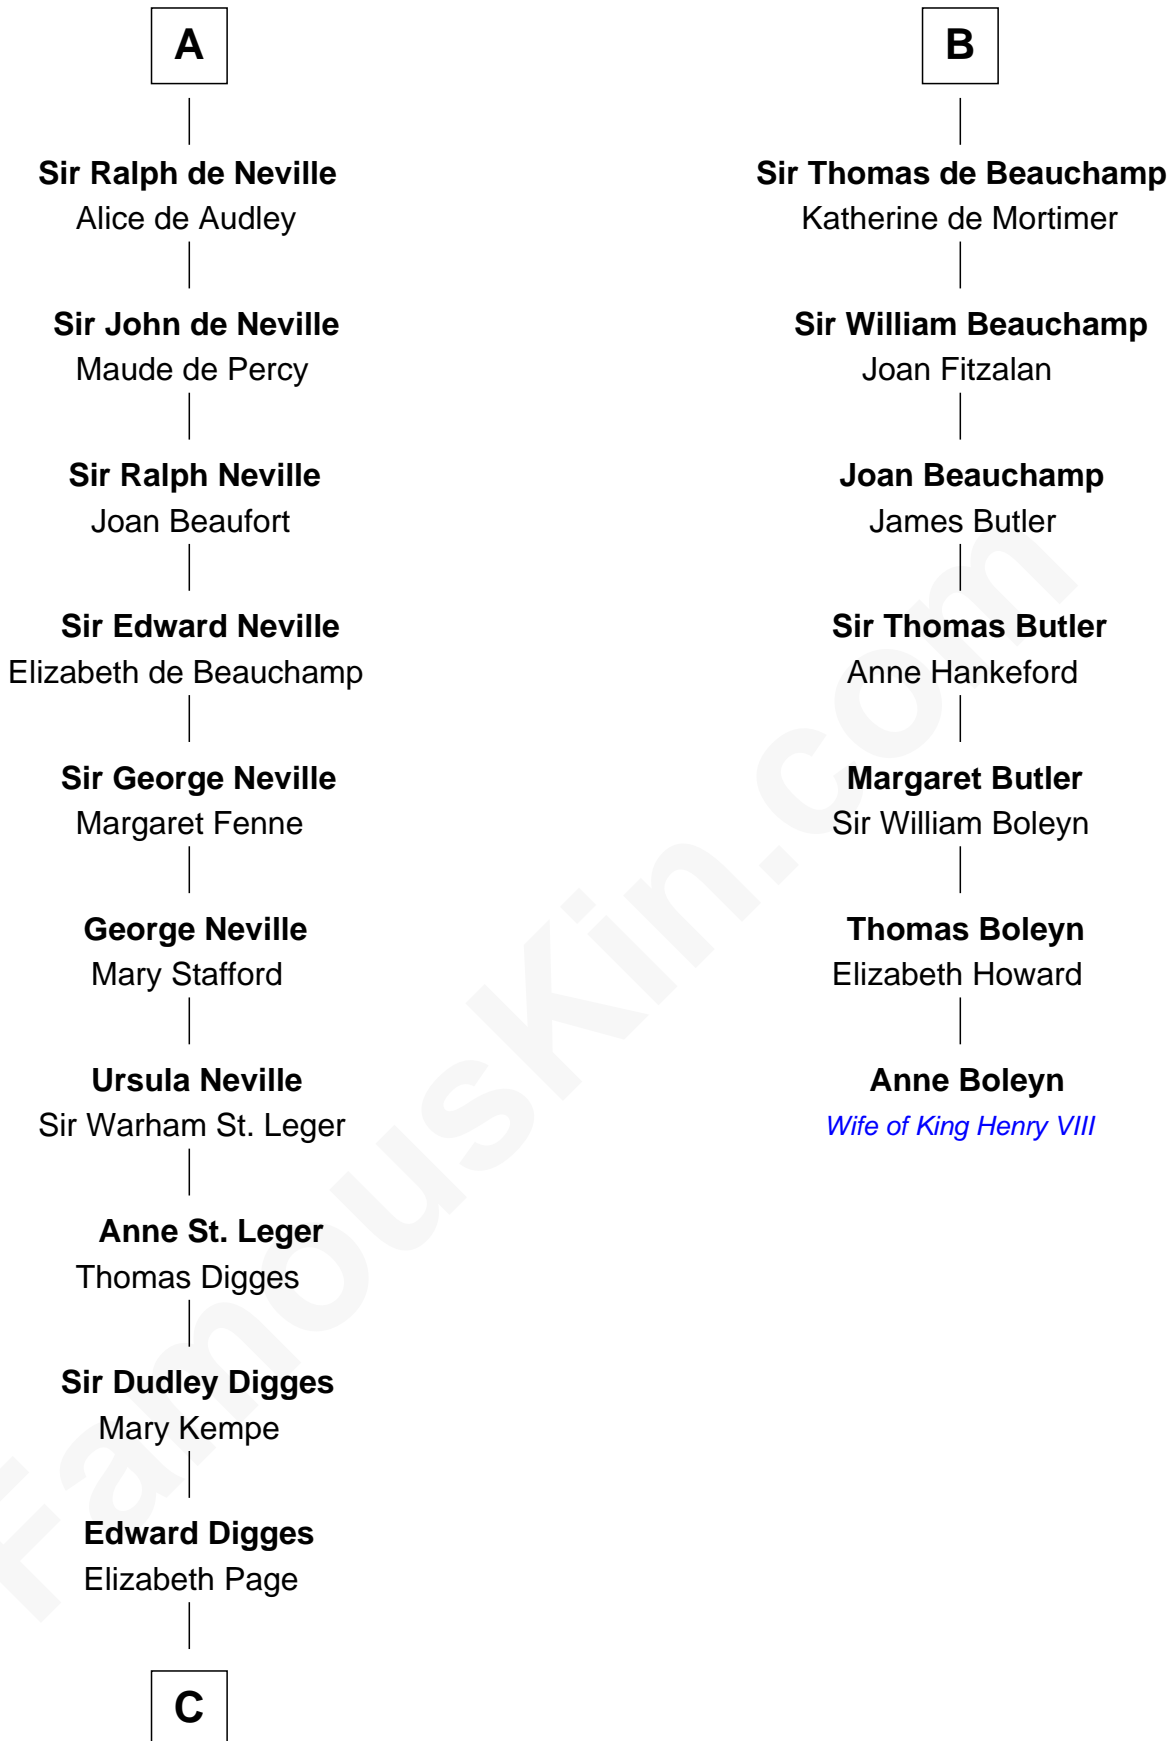 A
Sir Ralph de Neville
Alice de Audley
Sir John de Neville
Maude de Percy
Sir Ralph Neville
Joan Beaufort
Sir Edward Neville
Elizabeth de Beauchamp
Sir George Neville
Margaret Fenne
George Neville
Mary Stafford
Ursula Neville
Sir Warham St. Leger
Anne St. Leger
Thomas Digges
Sir Dudley Digges
Mary Kempe
Edward Digges
Elizabeth Page
C
B
Sir Thomas de Beauchamp
Katherine de Mortimer
Sir William Beauchamp
Joan Fitzalan
Joan Beauchamp
James Butler
Sir Thomas Butler
Anne Hankeford
Margaret Butler
Sir William Boleyn
Thomas Boleyn
Elizabeth Howard
Anne Boleyn
Wife of King Henry VIII
FamousKin.com